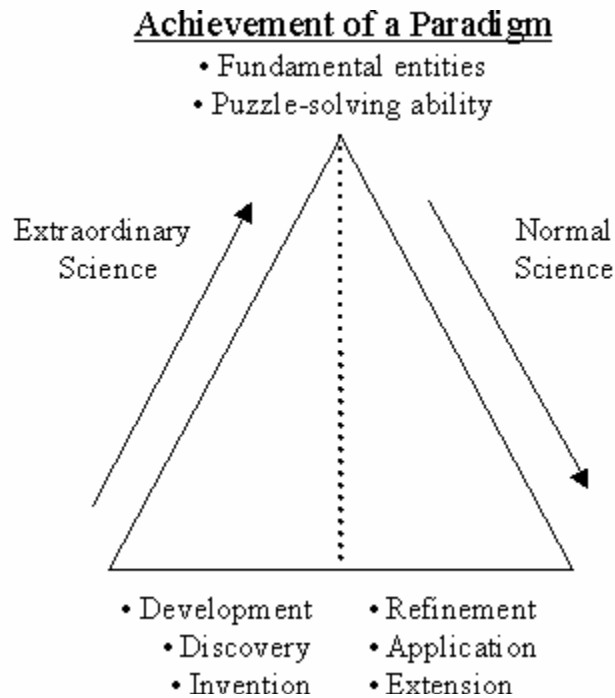 Achievement of a Paradigm
• Fundamental entities
• Puzzle-solving ability
Extraordinary
Science
Normal
Science
• Development
• Discovery
• Invention
• Refinement
• Application
• Extension